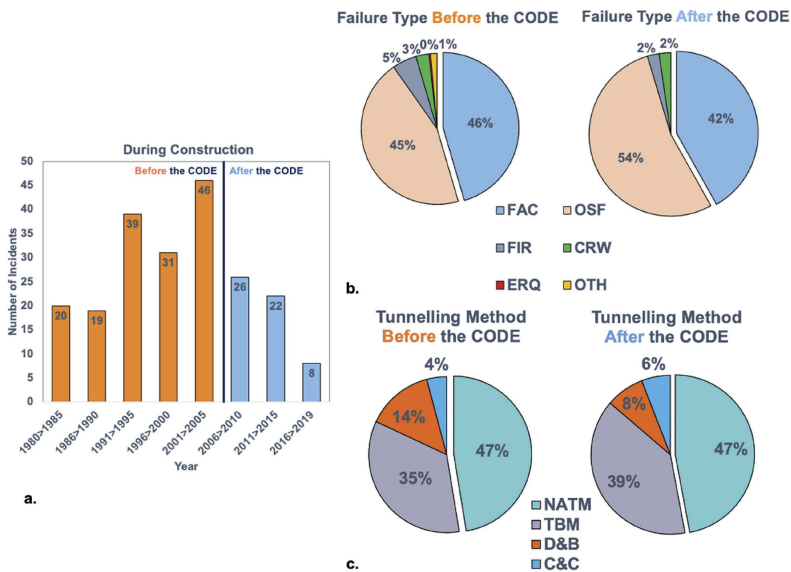 During Construction
Before the CODE
After the CODE
50
45
40
35
30
25
20
15
10
5
0
Number of Incidents
20
19
39
31
46
26
22
8
1980>1985
1986>1990
1991>1995
1996>2000
2001>2005
2006>2010
2011>2015
2016>2019
Year
a.
Failure Type Before the CODE
5%
3%
0%
1%
46%
45%
Failure Type After the CODE
2%
2%
42%
54%
FAC
OSF
FIR
CRW
ERQ
OTH
b.
Tunnelling Method
Before the CODE
4%
14%
47%
35%
Tunnelling Method
After the CODE
6%
8%
47%
39%
NATM
TBM
D&B
C&C
c.